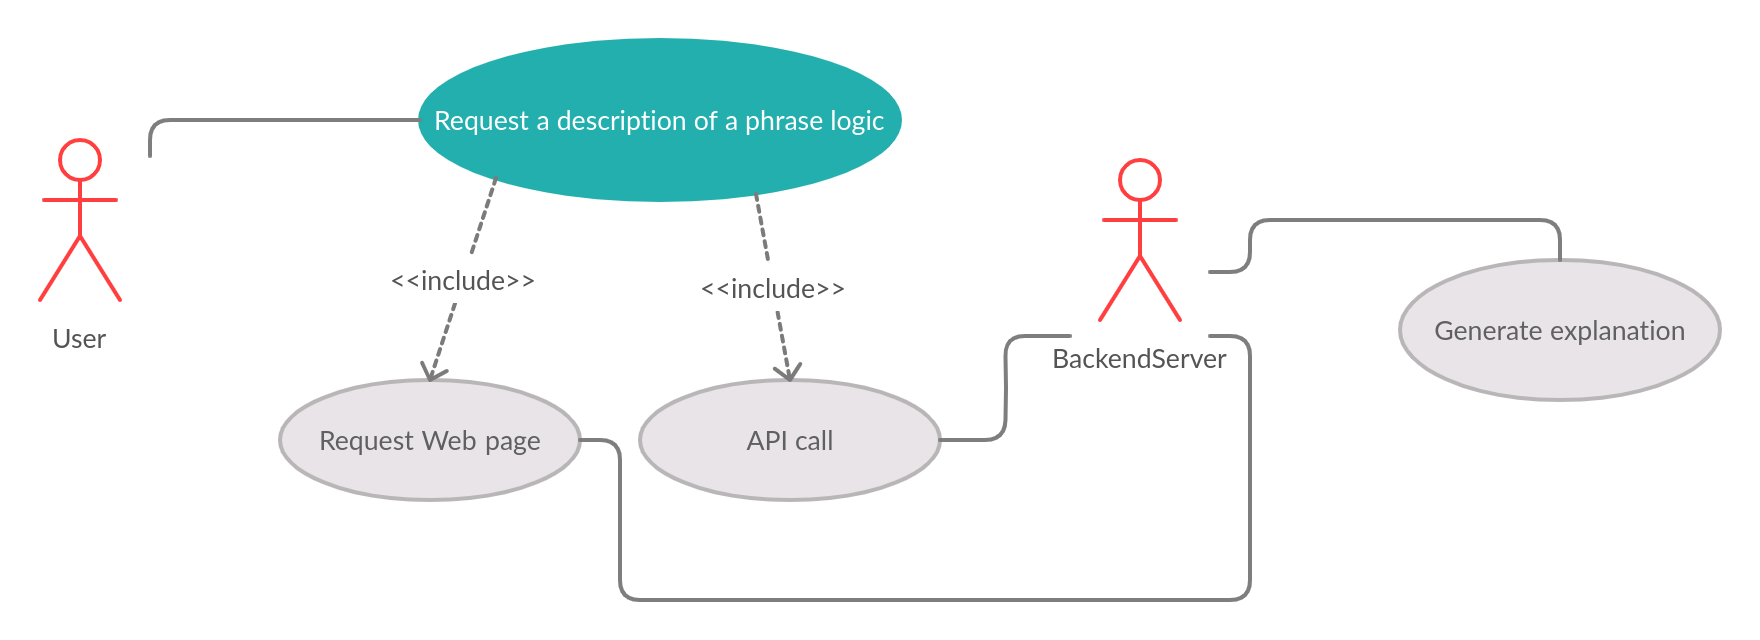 Request a description of a phrase logic
<<include>>
<<include>>
User
BackendServer
Generate explanation
Request Web page
API call